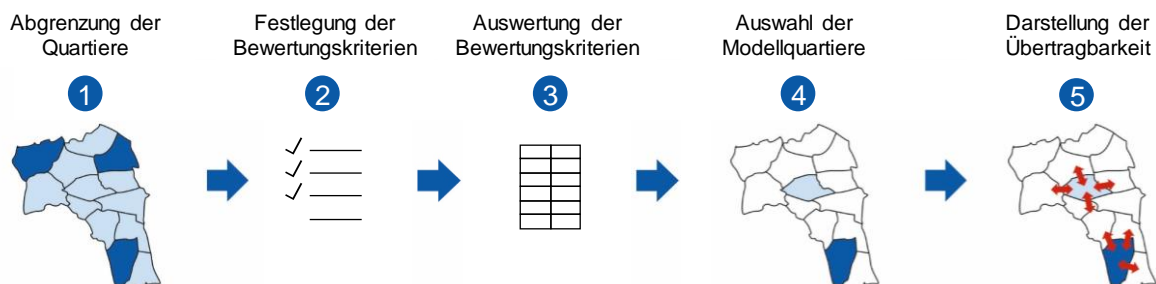 Abgrenzung der
Quartiere
1
Festlegung der
Bewertungskriterien
2
Auswertung der
Bewertungskriterien
3
Auswahl der
Modellquartiere
4
Darstellung der
Übertragbarkeit
5